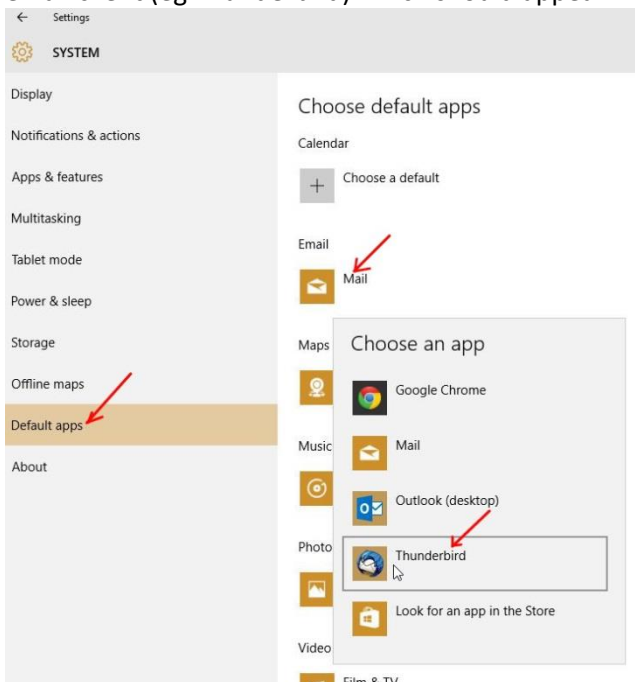 Settings
SYSTEM
Display
Notifications & actions
Apps & features
Multitasking
Tablet mode
Power & sleep
Storage
Offline maps
Default apps
About
Choose default apps
Calendar
Choose a default
Email
Mail
Maps
Music
Photo
Video
Film & TV
Choose an app
Google Chrome
Mail
Outlook (desktop)
Thunderbird
Look for an app in the Store